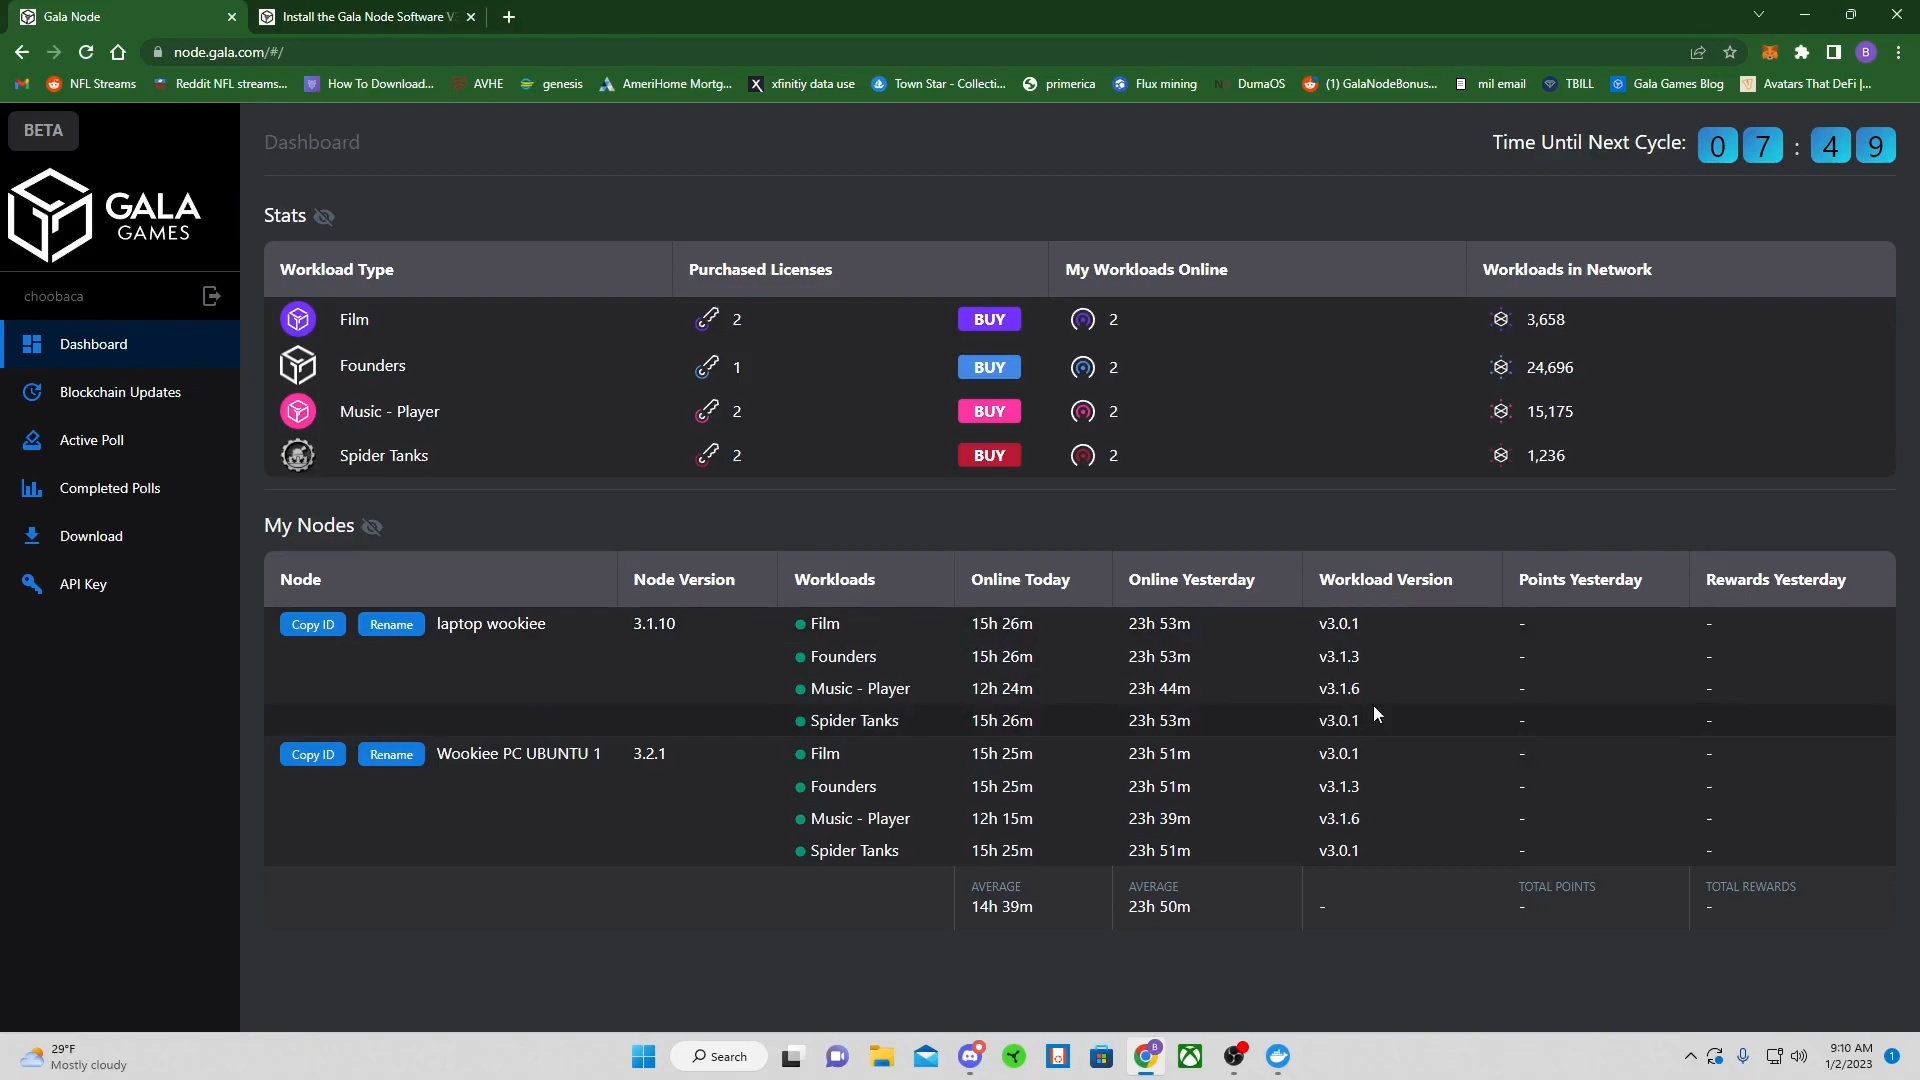 Gala Node
Install the Gala Node Software V
node.gala.com/#/
B
NFL Streams
Reddit NFL streams...
How To Download...
AVHE
genesis
AmeriHome Mortg...
xfinitiy data use
Town Star - Collecti...
primerica
Flux mining
DumaOS
(1) GalaNodeBonus...
mil email
TBILL
Gala Games Blog
Avatars That DeFi |...
BETA
GALA
GAMES
choobaca
Dashboard
Blockchain Updates
Active Poll
Completed Polls
Download
API Key
Dashboard
Time Until Next Cycle: 0 7 : 4 9
Stats
Workload Type Purchased Licenses My Workloads Online Workloads in Network
Film 2 BUY 2 3,658
Founders 1 BUY 2 24,696
Music - Player 2 BUY 2 15,175
Spider Tanks 2 BUY 2 1,236
My Nodes
Node Node Version Workloads Online Today Online Yesterday Workload Version Points Yesterday Rewards Yesterday
Copy ID Rename laptop wookiee 3.1.10 Film 15h 26m 23h 53m v3.0.1 - -
Founders 15h 26m 23h 53m v3.1.3 - -
Music - Player 12h 24m 23h 44m v3.1.6 - -
Spider Tanks 15h 26m 23h 53m v3.0.1 - -
Copy ID Rename Wookiee PC UBUNTU 1 3.2.1 Film 15h 25m 23h 51m v3.0.1 - -
Founders 15h 25m 23h 51m v3.1.3 - -
Music - Player 12h 15m 23h 39m v3.1.6 - -
Spider Tanks 15h 25m 23h 51m v3.0.1 - -
AVERAGE AVERAGE TOTAL POINTS TOTAL REWARDS
14h 39m 23h 50m - - -
29°F
Mostly cloudy
Search
B
9:10 AM
1/2/2023
1